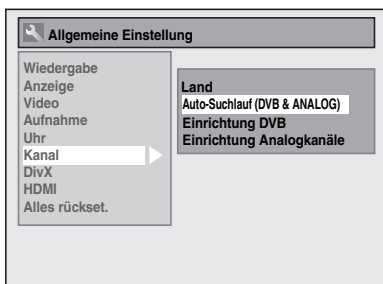 Allgemeine Einstellung
Wiedergabe
Anzeige
Video
Aufnahme
Uhr
Kanal
DivX
HDMI
Alles rückset.
Land
Auto-Suchlauf (DVB & ANALOG)
Einrichtung DVB
Einrichtung Analogkanäle